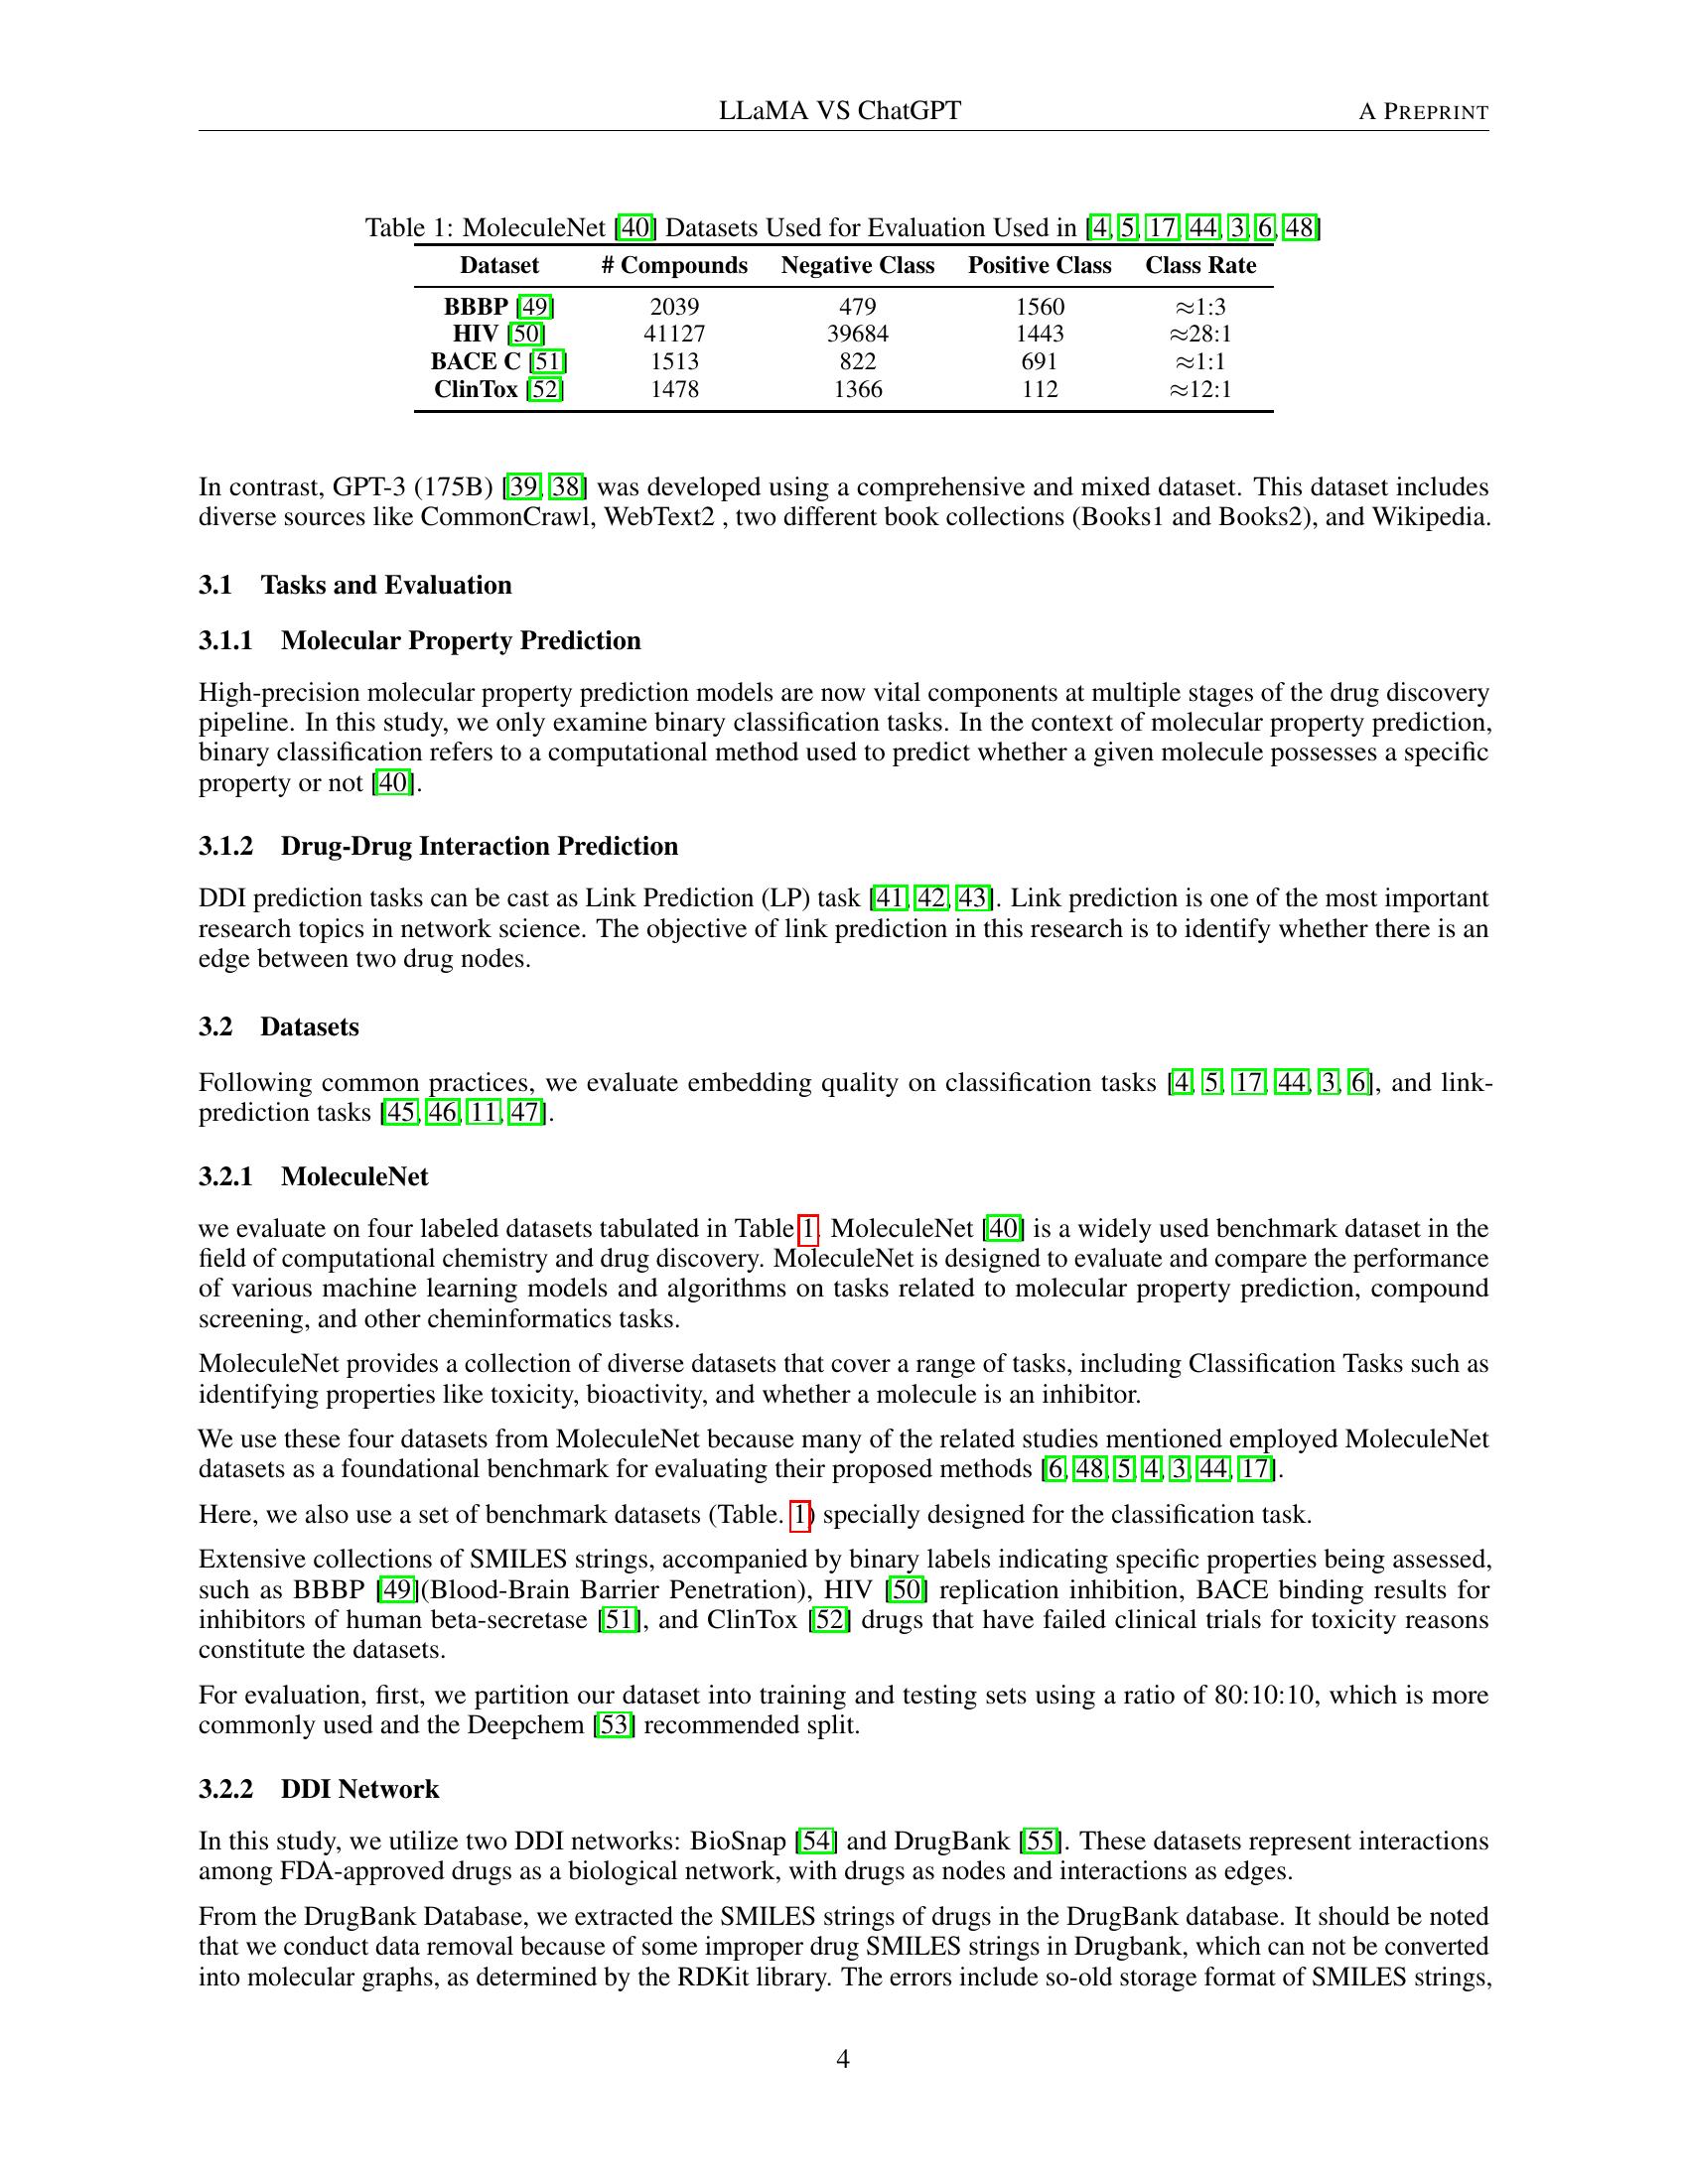 LLaMA VS ChatGPT A PREPRINT
Table 1: MoleculeNet [40] Datasets Used for Evaluation Used in [4, 5, 17, 44, 3, 6, 48]
Dataset # Compounds Negative Class Positive Class Class Rate
BBBP [49] 2039 479 1560 ≈1:3
HIV [50] 41127 39684 1443 ≈28:1
BACE C [51] 1513 822 691 ≈1:1
ClinTox [52] 1478 1366 112 ≈12:1
In contrast, GPT-3 (175B) [39, 38] was developed using a comprehensive and mixed dataset. This dataset includes
diverse sources like CommonCrawl, WebText2 , two different book collections (Books1 and Books2), and Wikipedia.
3.1 Tasks and Evaluation
3.1.1 Molecular Property Prediction
High-precision molecular property prediction models are now vital components at multiple stages of the drug discovery
pipeline. In this study, we only examine binary classification tasks. In the context of molecular property prediction,
binary classification refers to a computational method used to predict whether a given molecule possesses a specific
property or not [40].
3.1.2 Drug-Drug Interaction Prediction
DDI prediction tasks can be cast as Link Prediction (LP) task [41, 42, 43]. Link prediction is one of the most important
research topics in network science. The objective of link prediction in this research is to identify whether there is an
edge between two drug nodes.
3.2 Datasets
Following common practices, we evaluate embedding quality on classification tasks [4, 5, 17, 44, 3, 6], and link-
prediction tasks [45, 46, 11, 47].
3.2.1 MoleculeNet
we evaluate on four labeled datasets tabulated in Table 1. MoleculeNet [40] is a widely used benchmark dataset in the
field of computational chemistry and drug discovery. MoleculeNet is designed to evaluate and compare the performance
of various machine learning models and algorithms on tasks related to molecular property prediction, compound
screening, and other cheminformatics tasks.
MoleculeNet provides a collection of diverse datasets that cover a range of tasks, including Classification Tasks such as
identifying properties like toxicity, bioactivity, and whether a molecule is an inhibitor.
We use these four datasets from MoleculeNet because many of the related studies mentioned employed MoleculeNet
datasets as a foundational benchmark for evaluating their proposed methods [6, 48, 5, 4, 3, 44, 17].
Here, we also use a set of benchmark datasets (Table. 1) specially designed for the classification task.
Extensive collections of SMILES strings, accompanied by binary labels indicating specific properties being assessed,
such as BBBP [49](Blood-Brain Barrier Penetration), HIV [50] replication inhibition, BACE binding results for
inhibitors of human beta-secretase [51], and ClinTox [52] drugs that have failed clinical trials for toxicity reasons
constitute the datasets.
For evaluation, first, we partition our dataset into training and testing sets using a ratio of 80:10:10, which is more
commonly used and the Deepchem [53] recommended split.
3.2.2 DDI Network
In this study, we utilize two DDI networks: BioSnap [54] and DrugBank [55]. These datasets represent interactions
among FDA-approved drugs as a biological network, with drugs as nodes and interactions as edges.
From the DrugBank Database, we extracted the SMILES strings of drugs in the DrugBank database. It should be noted
that we conduct data removal because of some improper drug SMILES strings in Drugbank, which can not be converted
into molecular graphs, as determined by the RDKit library. The errors include so-old storage format of SMILES strings,
4